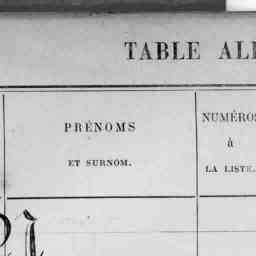 TABLE AL
PRÉNOMS
ET SURNOM.
NUMÉROS
à
LA LISTE.